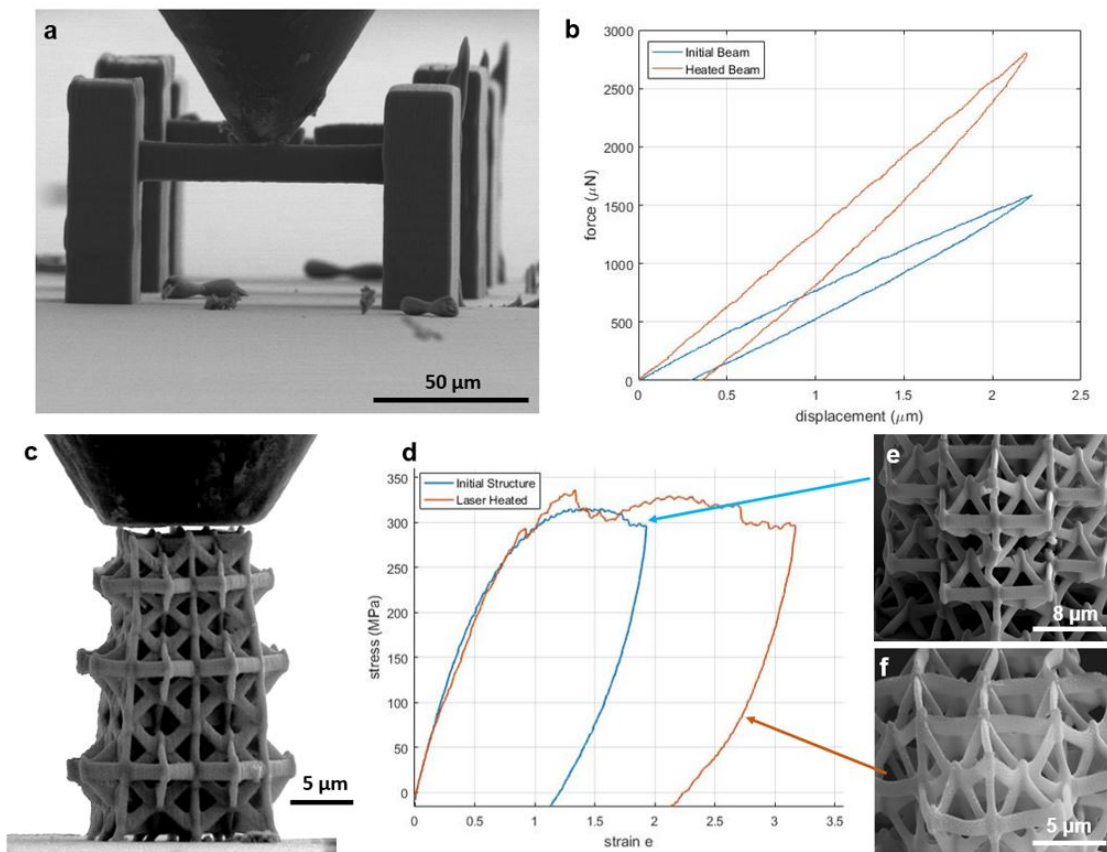 a
50 µm
b
Initial Beam
Heated Beam
3000
2500
2000
1500
1000
500
0
force (µN)
0 0.5 1 1.5 2 2.5
displacement (µm)
c
5 µm
d
Initial Structure
Laser Heated
350
300
250
200
150
100
50
0
stress (MPa)
0 0.5 1 1.5 2 2.5 3 3.5
strain e
e
8 µm
f
5 µm